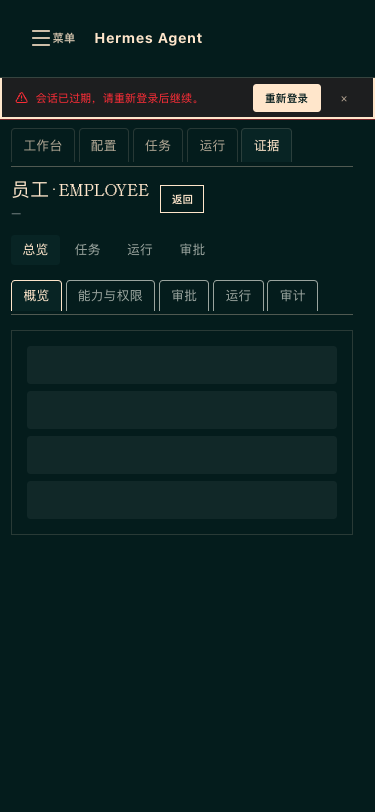 菜单 Hermes Agent
会话已过期，请重新登录后继续。 重新登录 ×
工作台 配置 任务 运行 证据
员工·EMPLOYEE 返回
—
总览 任务 运行 审批
概览 能力与权限 审批 运行 审计